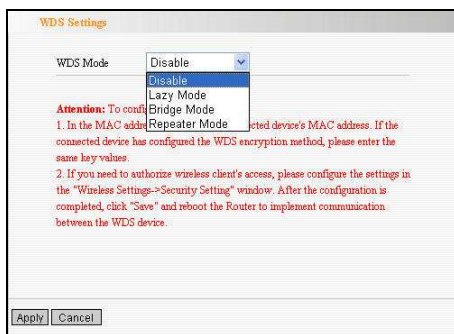 WDS Settings
WDS Mode Disable
Disable
Lazy Mode
Bridge Mode
Repeater Mode
Attention: To
1. In the MAC device's MAC address. If the
connected device has configured the WDS encryption method, please enter the
same key values.
2. If you need to authorize wireless client's access, please configure the settings in
the "Wireless Settings->Security Setting" window. After the configuration is
completed, click "Save" and reboot the Router to implement communication
between the WDS device.
Apply Cancel